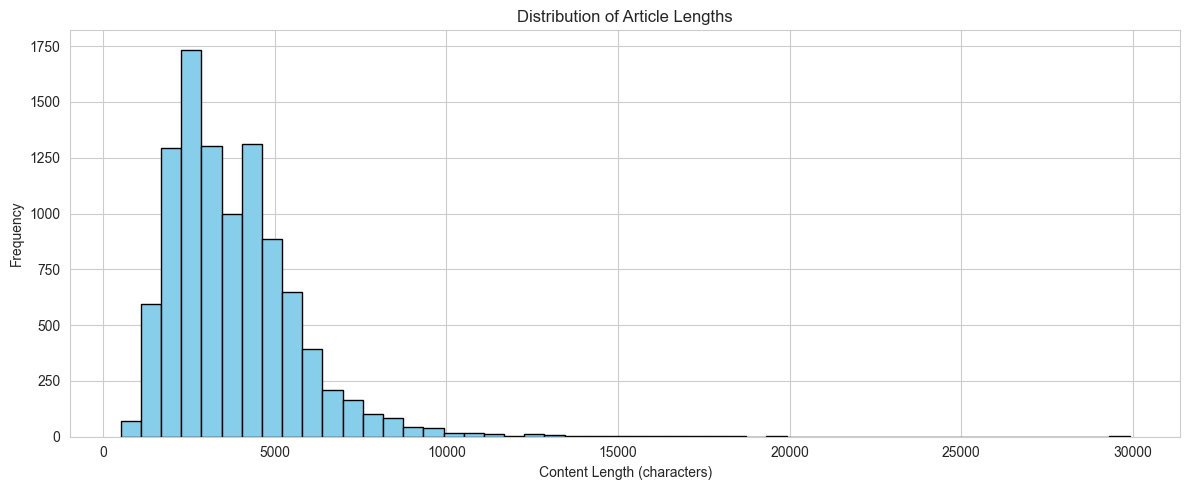 Distribution of Article Lengths
1750
1500
1250
1000
750
500
250
0
Frequency
0 5000 10000 15000 20000 25000 30000
Content Length (characters)